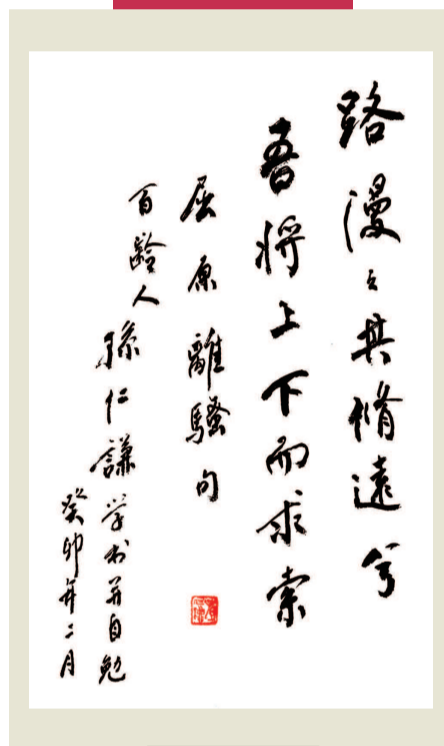 路漫々其脩遠兮
吾將上下而求索
屈原離騷句
百齡人
孫仁謙学书并自勉
癸卯年二月